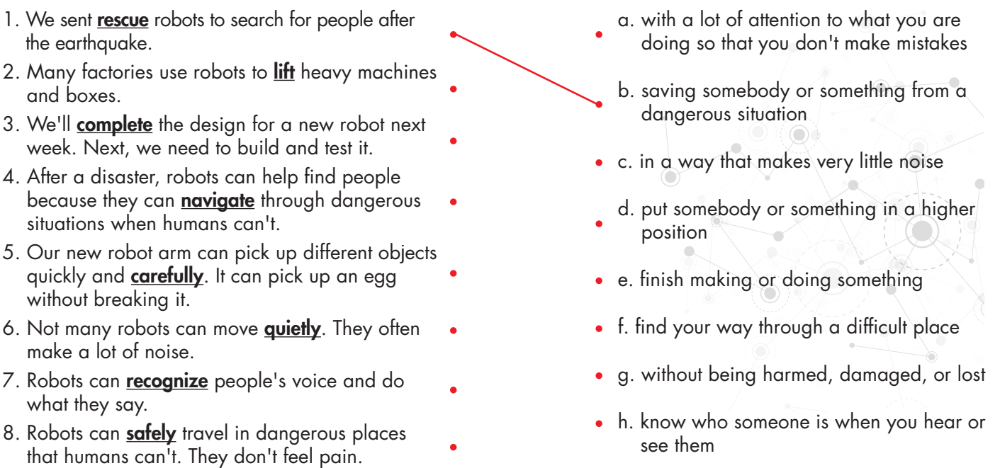 1. We sent rescue robots to search for people after
the earthquake.
2. Many factories use robots to lift heavy machines
and boxes.
3. We'll complete the design for a new robot next
week. Next, we need to build and test it.
4. After a disaster, robots can help find people
because they can navigate through dangerous
situations when humans can't.
5. Our new robot arm can pick up different objects
quickly and carefully. It can pick up an egg
without breaking it.
6. Not many robots can move quietly. They often
make a lot of noise.
7. Robots can recognize people's voice and do
what they say.
8. Robots can safely travel in dangerous places
that humans can't. They don't feel pain.
a. with a lot of attention to what you are
doing so that you don't make mistakes
b. saving somebody or something from a
dangerous situation
c. in a way that makes very little noise
d. put somebody or something in a higher
position
e. finish making or doing something
f. find your way through a difficult place
g. without being harmed, damaged, or lost
h. know who someone is when you hear or
see them